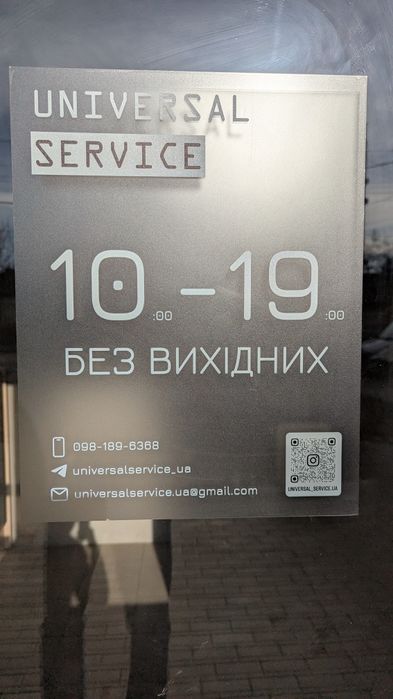 UNIVERSAL
SERVICE
10:00 – 19:00
БЕЗ ВИХІДНИХ
098-189-6368
universalservice_ua
universalservice.ua@gmail.com
UNIVERSAL_SERVICE.UA